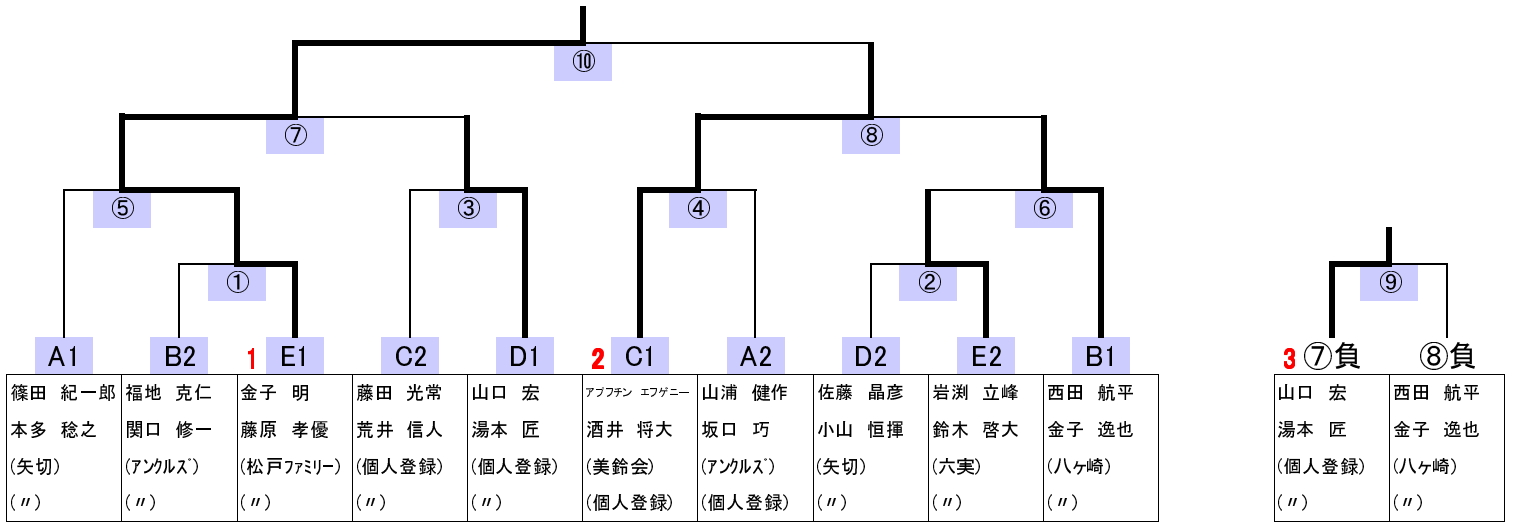 ⑩
⑦ ⑧
⑤ ③ ④ ⑥
① ② ⑨
A1 B2 1 E1 C2 D1 2 C1 A2 D2 E2 B1 3 ⑦負 ⑧負
篠田 紀一郎 福地 克仁 金子 明 藤田 光常 山口 宏 アブフチン エフゲニー 山浦 健作 佐藤 晶彦 岩渕 立峰 西田 航平 山口 宏 西田 航平
本多 稔之 関口 修一 藤原 孝優 荒井 信人 湯本 匠 酒井 将大 坂口 巧 小山 恒揮 鈴木 啓大 金子 逸也 湯本 匠 金子 逸也
(矢切) (アンクルズ) (松戸ファミリー) (個人登録) (個人登録) (美鈴会) (アンクルズ) (矢切) (六実) (八ヶ崎) (個人登録) (八ヶ崎)
(〃) (〃) (〃) (〃) (〃) (個人登録) (個人登録) (〃) (〃) (〃) (〃) (〃)